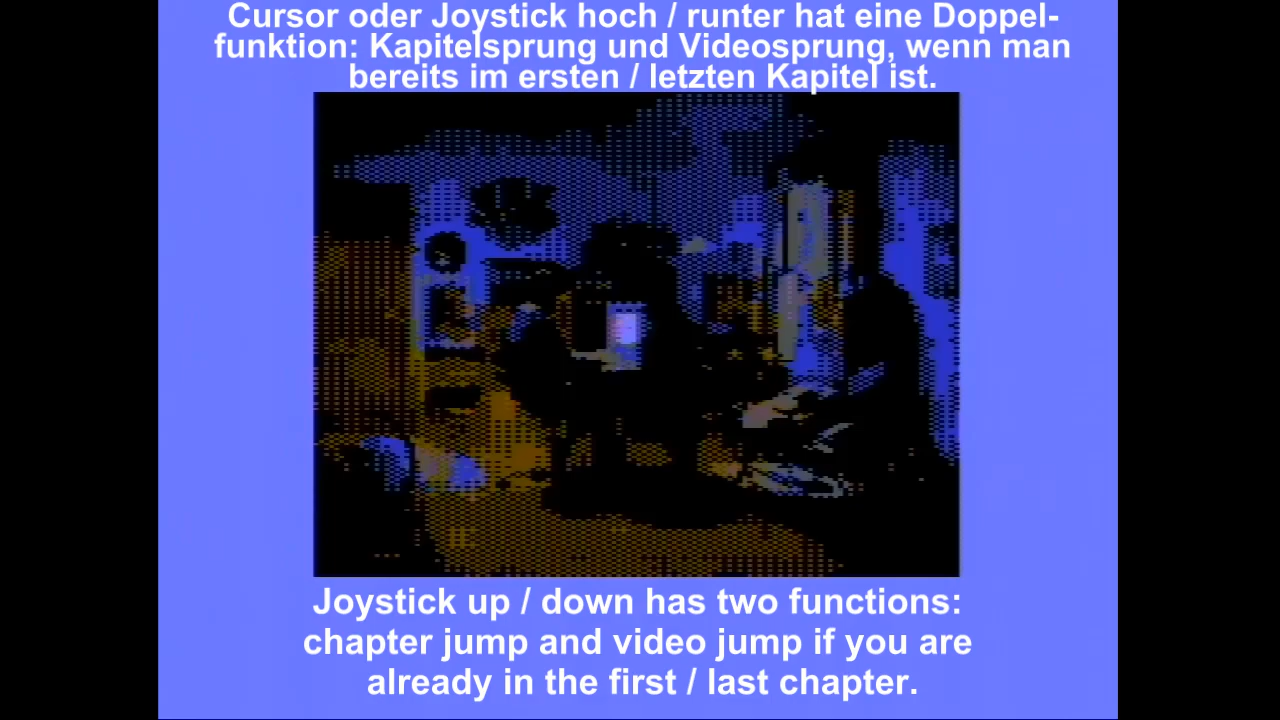 Cursor oder Joystick hoch / runter hat eine Doppel-
funktion: Kapitelsprung und Videosprung, wenn man
bereits im ersten / letzten Kapitel ist.
Joystick up / down has two functions:
chapter jump and video jump if you are
already in the first / last chapter.